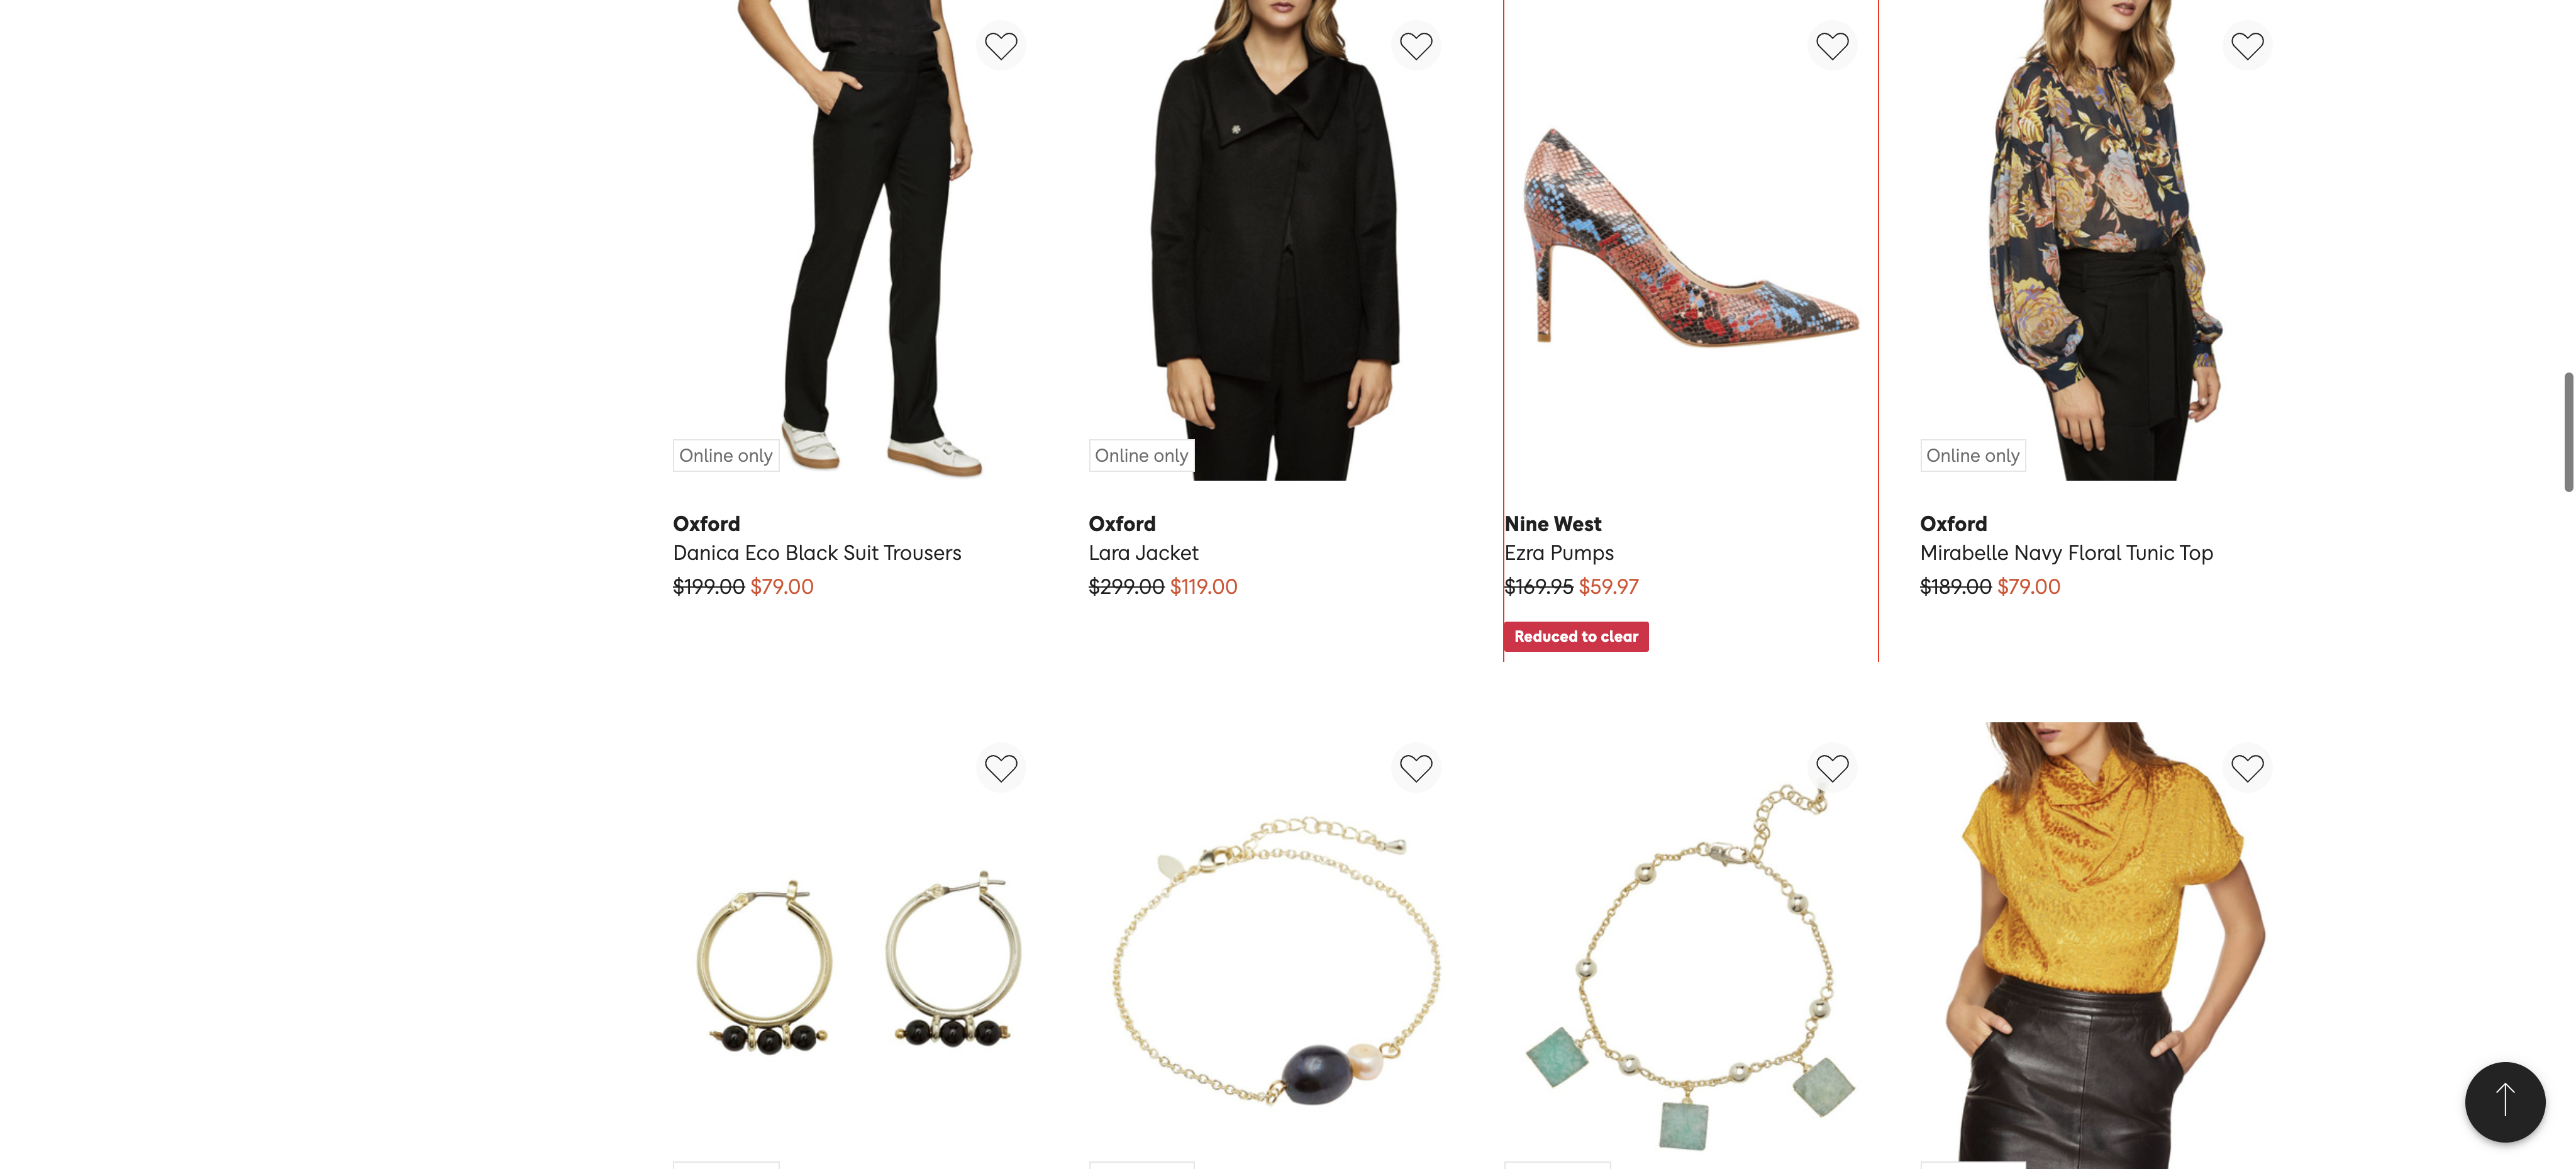 Online only
Online only
Online only
Oxford
Danica Eco Black Suit Trousers
$199.00 $79.00
Oxford
Lara Jacket
$299.00 $119.00
Nine West
Ezra Pumps
$169.95 $59.97
Reduced to clear
Oxford
Mirabelle Navy Floral Tunic Top
$189.00 $79.00